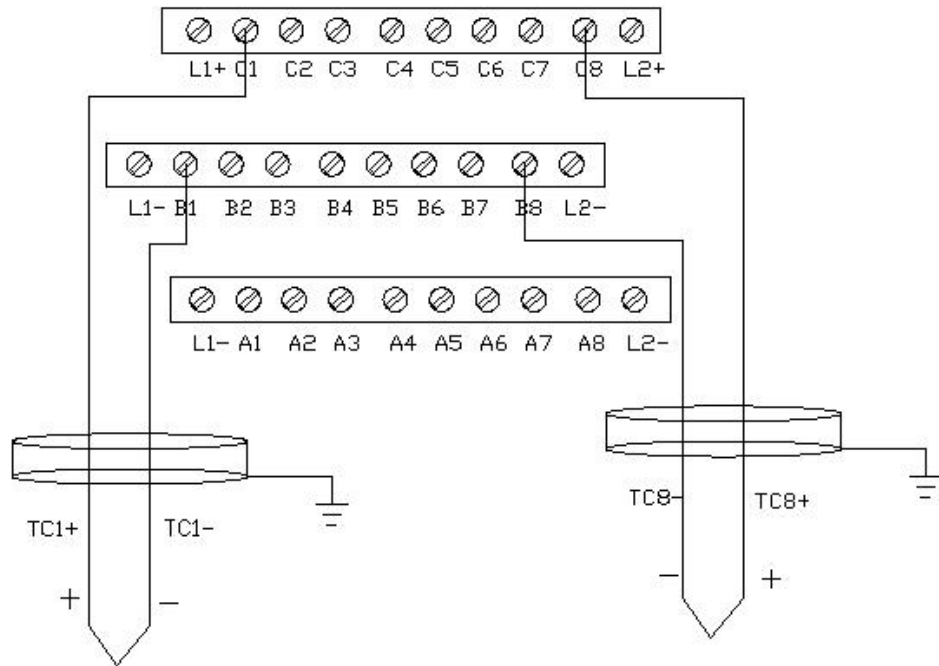 L1+ C1 C2 C3 C4 C5 C6 C7 C8 L2+
L1- B1 B2 B3 B4 B5 B6 B7 B8 L2-
L1- A1 A2 A3 A4 A5 A6 A7 A8 L2-
TC8- TC8+
TC1+ TC1-
- +
+ -